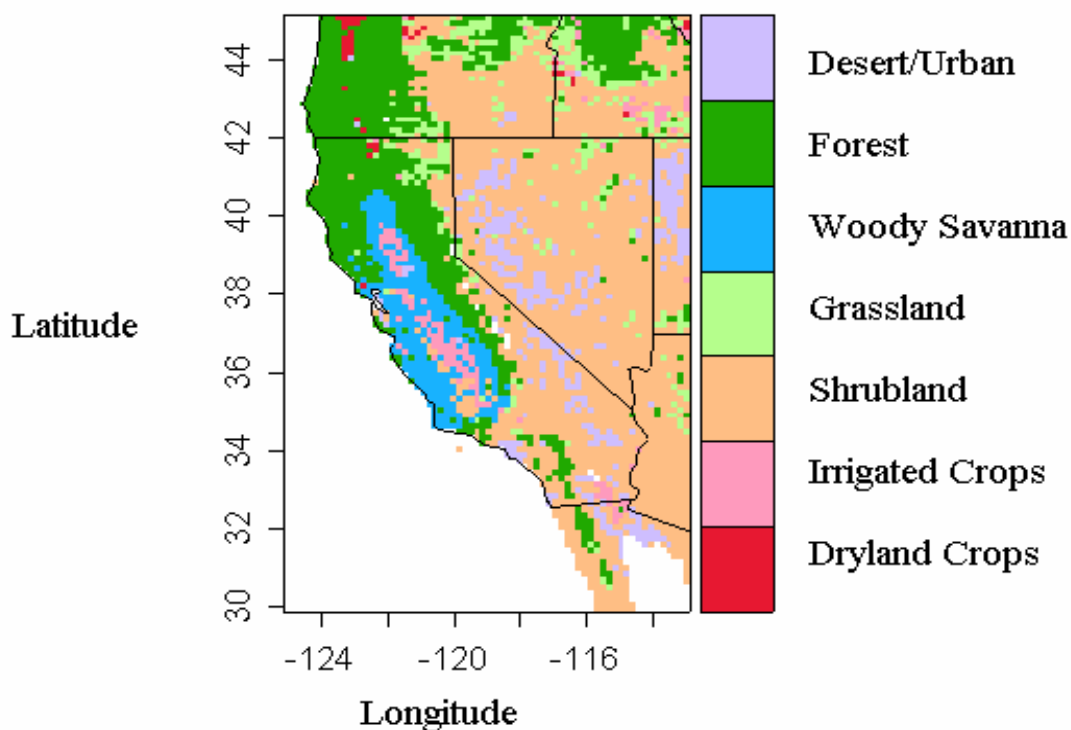 Latitude
44
42
40
38
36
34
32
30
-124
-120
-116
Longitude
Desert/Urban
Forest
Woody Savanna
Grassland
Shrubland
Irrigated Crops
Dryland Crops